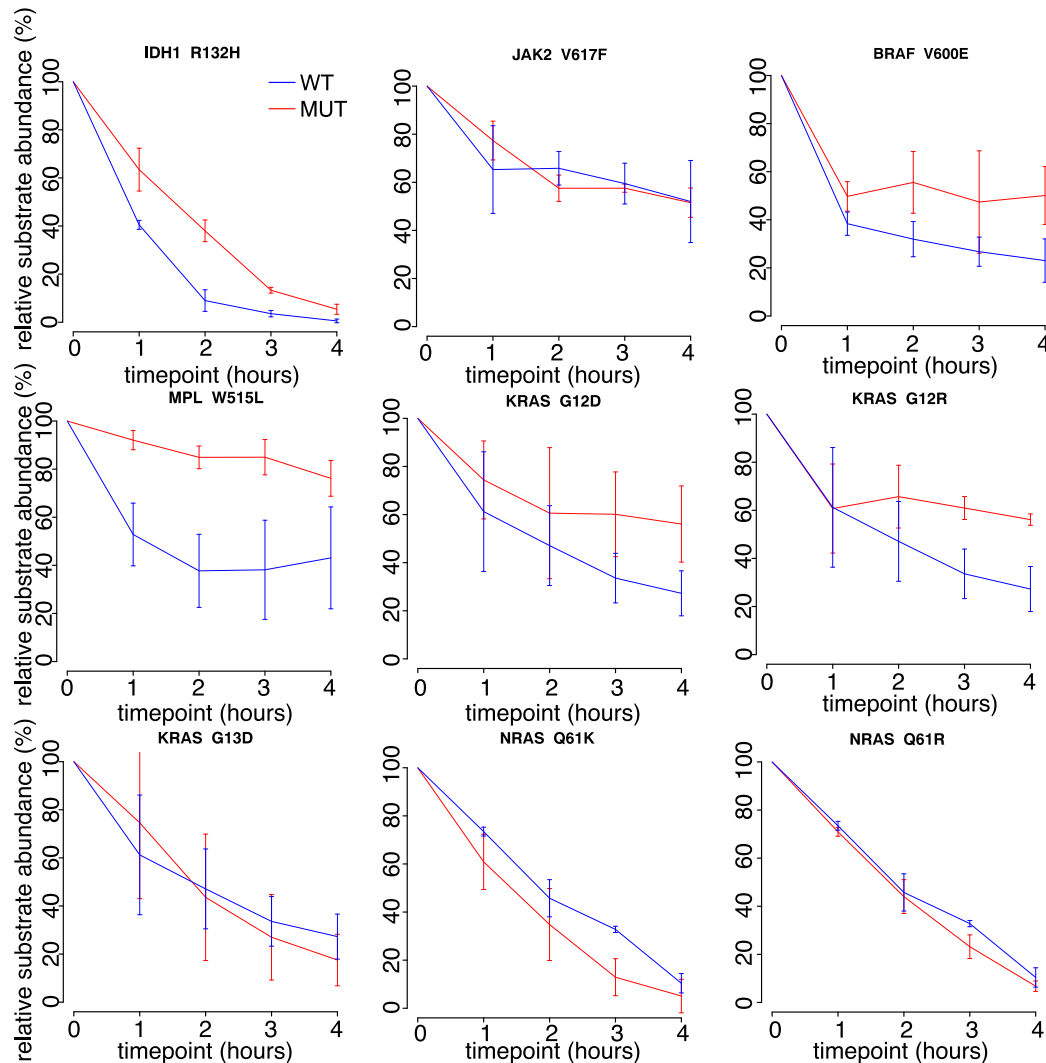 IDH1 R132H
JAK2 V617F
BRAF V600E
WT
MUT
relative substrate abundance (%)
0 20 40 60 80 100
0 20 40 60 80 100
0 20 40 60 80 100
0 1 2 3 4
0 1 2 3 4
0 1 2 3 4
timepoint (hours)
timepoint (hours)
timepoint (hours)
MPL W515L
KRAS G12D
KRAS G12R
relative substrate abundance (%)
0 20 40 60 80 100
0 20 40 60 80 100
0 20 40 60 80 100
0 1 2 3 4
0 1 2 3 4
0 1 2 3 4
timepoint (hours)
timepoint (hours)
timepoint (hours)
KRAS G13D
NRAS Q61K
NRAS Q61R
relative substrate abundance (%)
0 20 40 60 80 100
0 20 40 60 80 100
0 20 40 60 80 100
0 1 2 3 4
0 1 2 3 4
0 1 2 3 4
timepoint (hours)
timepoint (hours)
timepoint (hours)